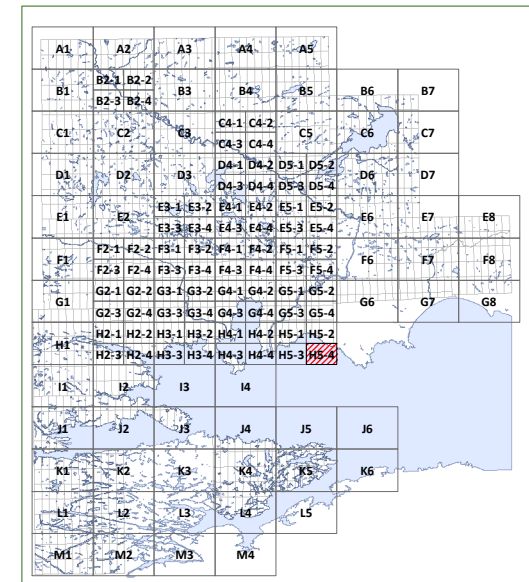 A1 A2 A3 A4 A5
B2-1 B2-2
B1 B3 B4 B5 B6 B7
B2-3 B2-4
C4-1 C4-2
C1 C2 C3 C5 C6 C7
C4-3 C4-4
D4-1 D4-2 D5-1 D5-2
D1 D2 D3 D6 D7
D4-3 D4-4 D5-3 D5-4
E3-1 E3-2 E4-1 E4-2 E5-1 E5-2
E1 E2 E6 E7 E8
E3-3 E3-4 E4-3 E4-4 E5-3 E5-4
F2-1 F2-2 F3-1 F3-2 F4-1 F4-2 F5-1 F5-2
F1 F6 F7 F8
F2-3 F2-4 F3-3 F3-4 F4-3 F4-4 F5-3 F5-4
G2-1 G2-2 G3-1 G3-2 G4-1 G4-2 G5-1 G5-2
G1 G6 G7 G8
G2-3 G2-4 G3-3 G3-4 G4-3 G4-4 G5-3 G5-4
H2-1 H2-2 H3-1 H3-2 H4-1 H4-2 H5-1 H5-2
H1
H2-3 H2-4 H3-3 H3-4 H4-3 H4-4 H5-3 H5-4
I1 I2 I3 I4
J1 J2 J3 J4 J5 J6
K1 K2 K3 K4 K5 K6
L1 L2 L3 L4 L5
M1 M2 M3 M4